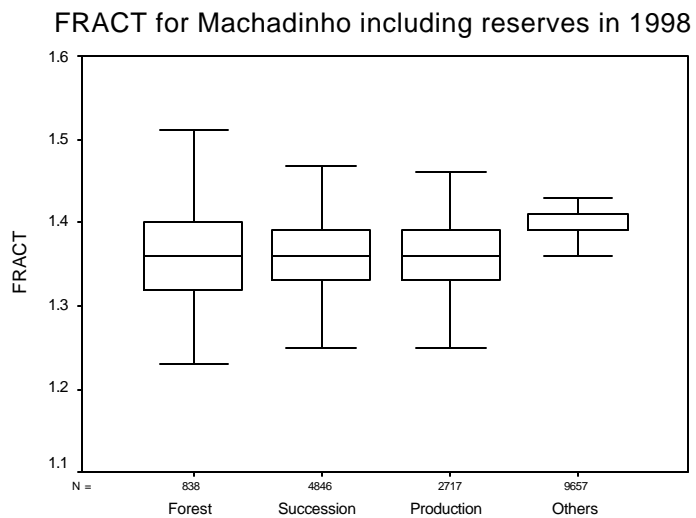 FRACT for Machadinho including reserves in 1998
1.6
1.5
1.4
1.3
1.2
1.1
FRACT
N = 838 4846 2717 9657
Forest Succession Production Others